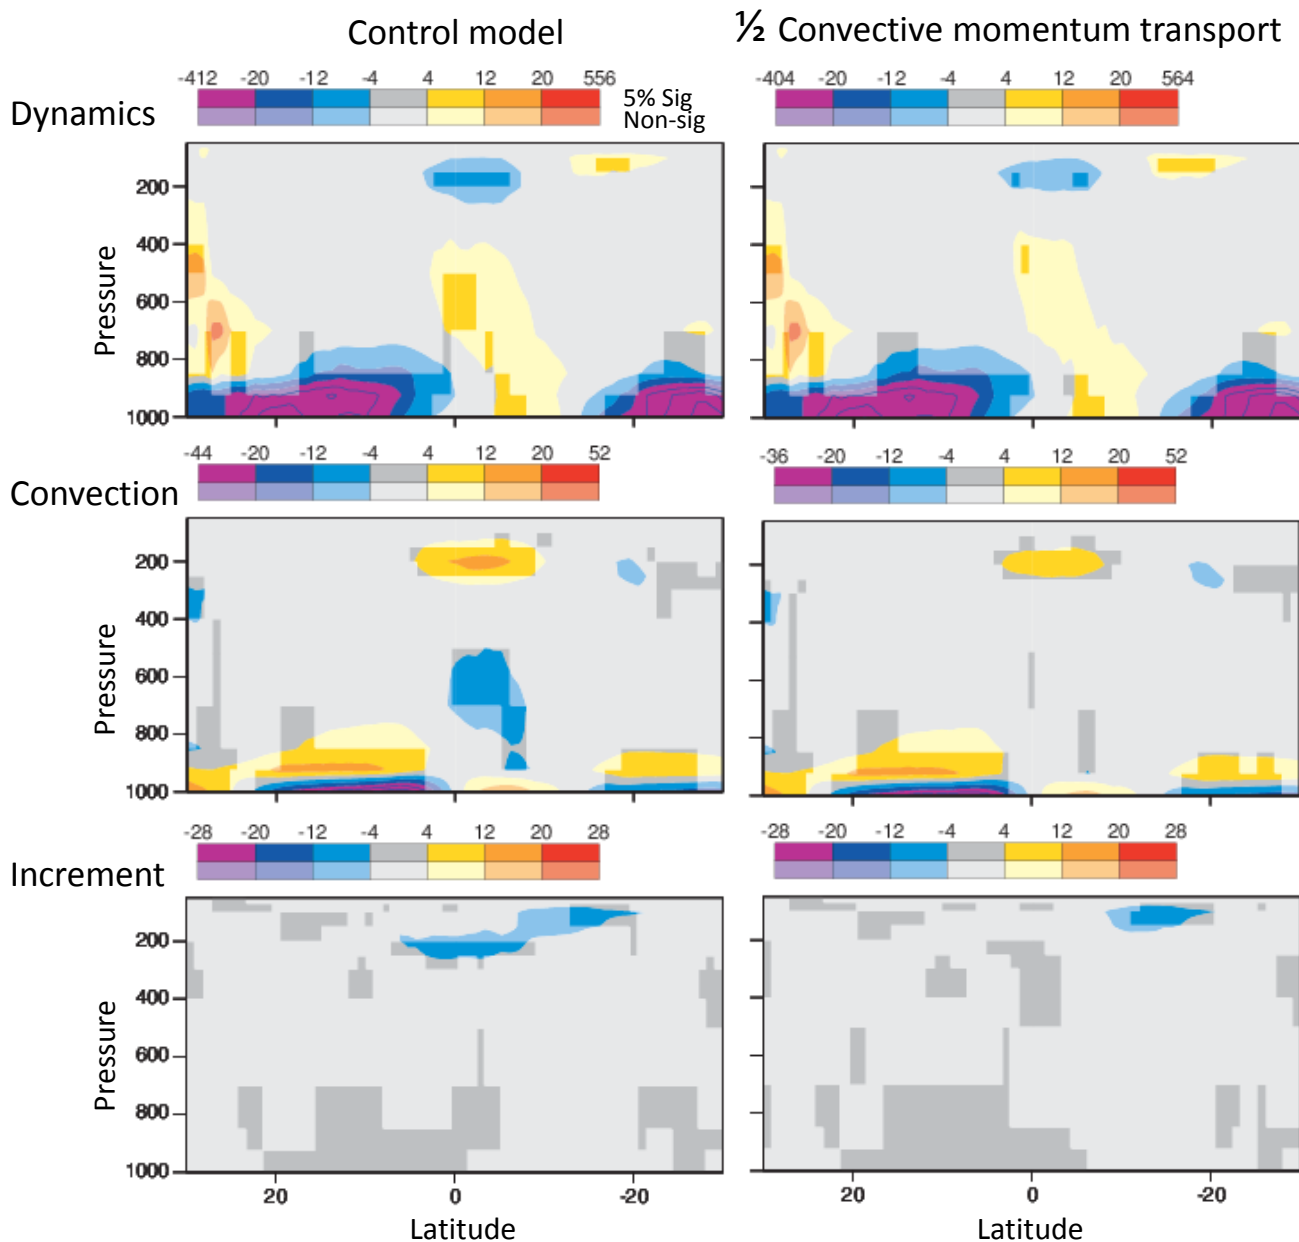 Control model
½ Convective momentum transport
-412 -20 -12 -4 4 12 20 556
-404 -20 -12 -4 4 12 20 564
Dynamics
5% Sig
Non-sig
200
400
600
800
1000
Pressure
-44 -20 -12 -4 4 12 20 52
-36 -20 -12 -4 4 12 20 52
Convection
200
400
600
800
1000
Pressure
-28 -20 -12 -4 4 12 20 28
-28 -20 -12 -4 4 12 20 28
Increment
200
400
600
800
1000
Pressure
20 0 -20
20 0 -20
Latitude
Latitude